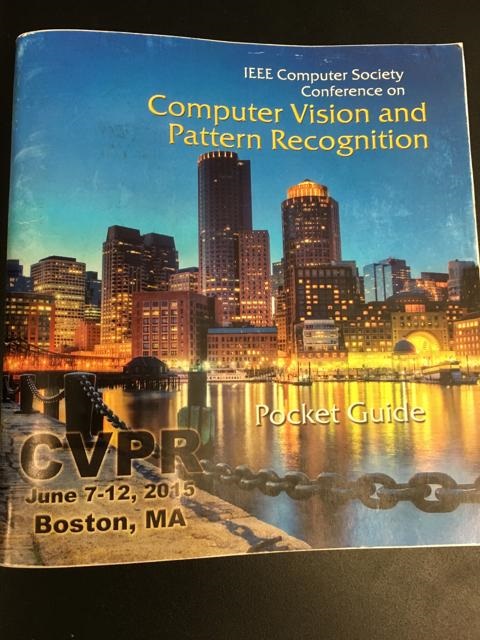 IEEE Computer Society
Conference on
Computer Vision and
Pattern Recognition
Pocket Guide
CVPR
June 7-12, 2015
Boston, MA